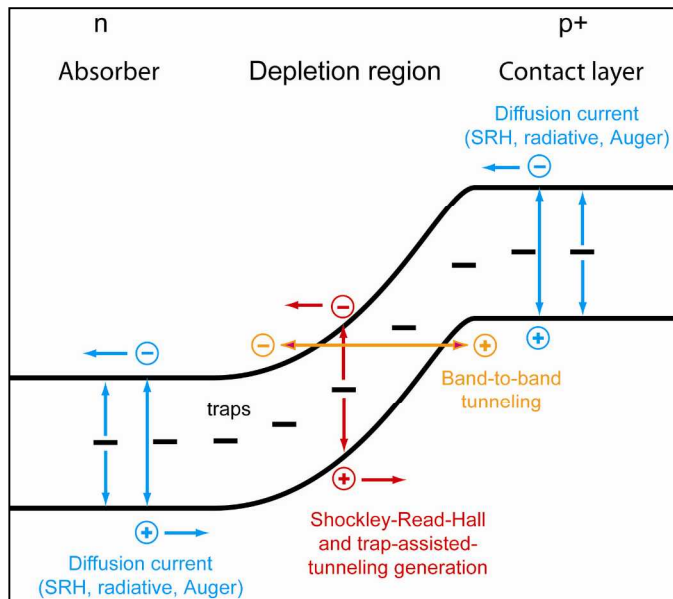 n
p+
Absorber
Depletion region
Contact layer
Diffusion current
(SRH, radiative, Auger)
−
−
−
−
+
+
Band-to-band
tunneling
traps
+
+
Shockley-Read-Hall
and trap-assisted-
tunneling generation
Diffusion current
(SRH, radiative, Auger)